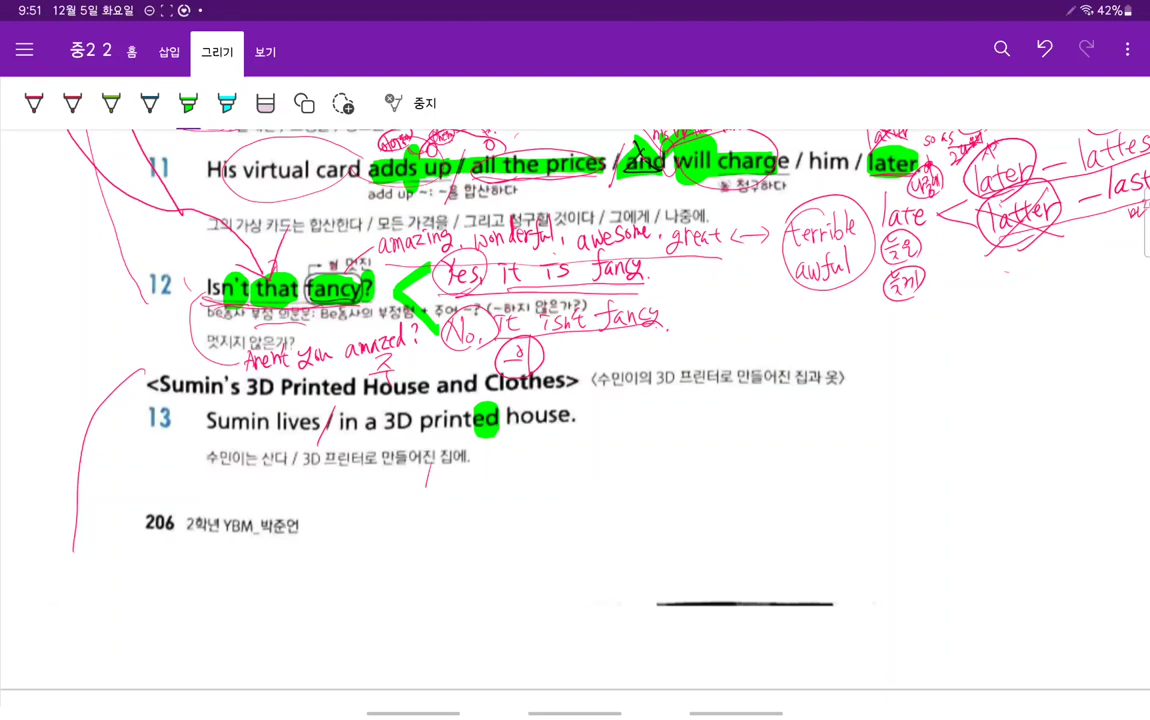 9:51 12월 5일 화요일 42%
중2 2 홈 삽입 그리기 보기
중지
11 His virtual card adds up / all the prices / and will charge / him / later.
add up ~: ~을 합산하다
청구하다
그의 가상 카드는 합산한다 / 모든 가격을 / 그리고 청구할 것이다 / 그에게 / 나중에.
later - lattes
latter - last
late
늦은
늦게
so as
amazing, wonderful, awesome, great ↔ terrible
awful
형 멋진
12 Isn't that fancy?
Yes, it is fancy.
No, it isn't fancy.
be동사 부정 의문문: Be동사의 부정형 + 주어 ~? (~하지 않은가?)
멋지지 않은가?
Aren't you amazed?
<Sumin's 3D Printed House and Clothes> 〈수민이의 3D 프린터로 만들어진 집과 옷〉
13 Sumin lives / in a 3D printed house.
수민이는 산다 / 3D 프린터로 만들어진 집에.
206 2학년 YBM_박준언